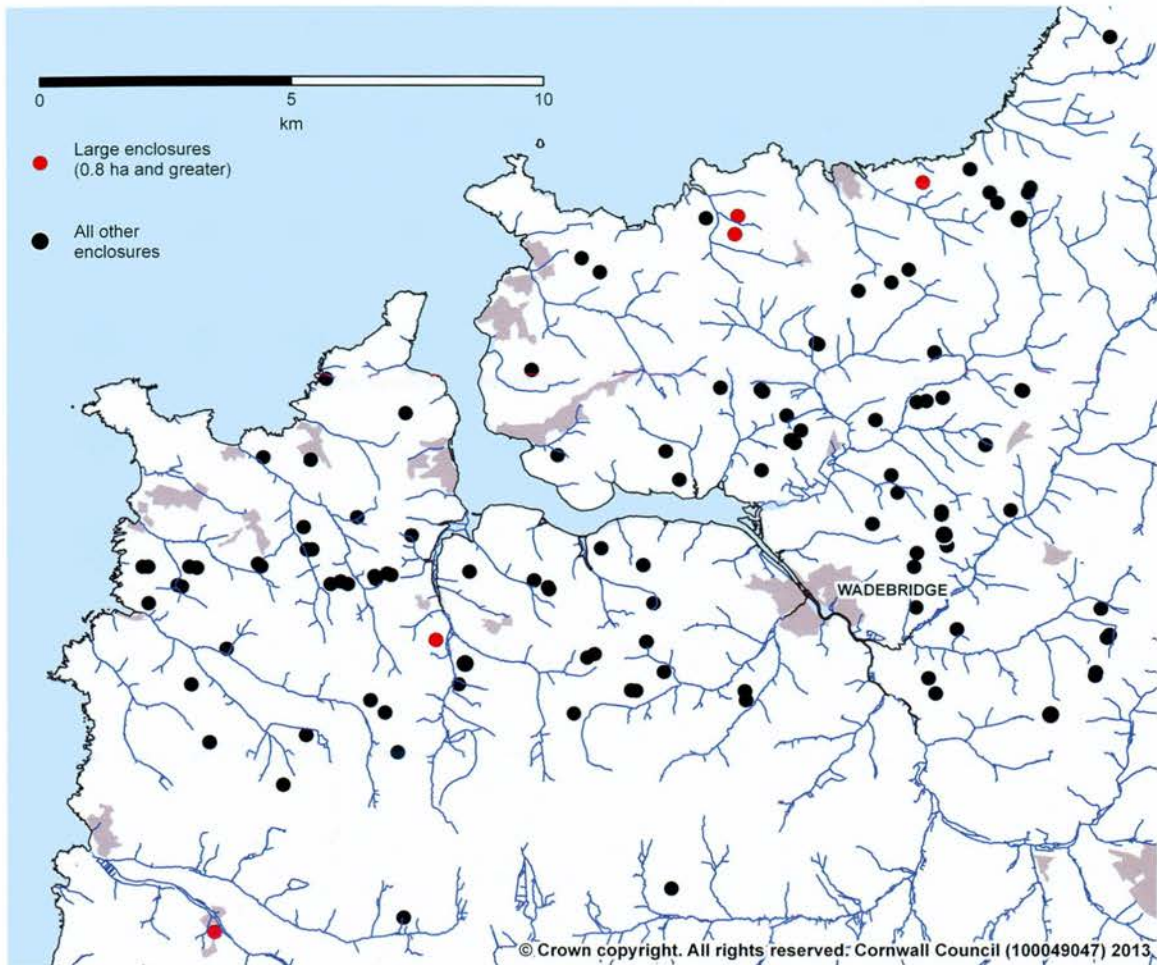 0
5
10
km
Large enclosures
(0.8 ha and greater)
All other
enclosures
WADEBRIDGE
© Crown copyright. All rights reserved. Cornwall Council (100049047) 2013